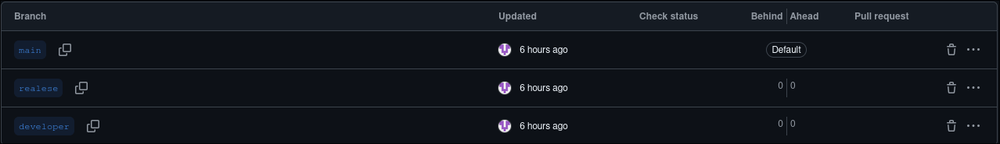 Branch Updated Check status Behind Ahead Pull request
main 6 hours ago Default
realese 6 hours ago 0 0
developer 6 hours ago 0 0